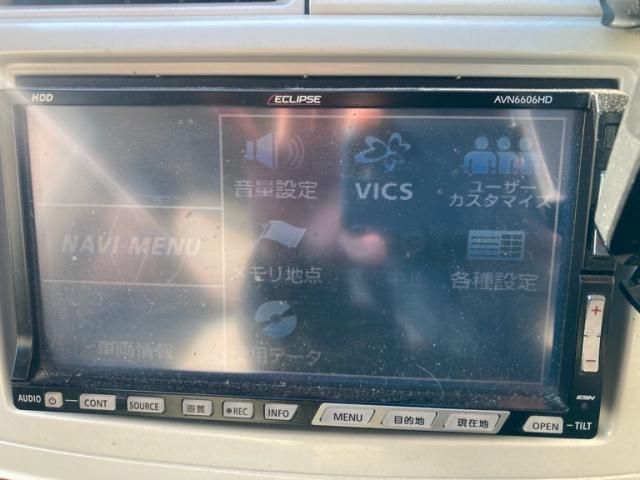 HDD
ECLIPSE
AVN6606HD
音量設定
VICS
ユーザー
カスタマイズ
NAVI MENU
メモリ地点
各種設定
車両情報
用データ
AUDIO
CONT
SOURCE
画質
●REC
INFO
MENU
目的地
現在地
OPEN
TILT
+
−
ESN